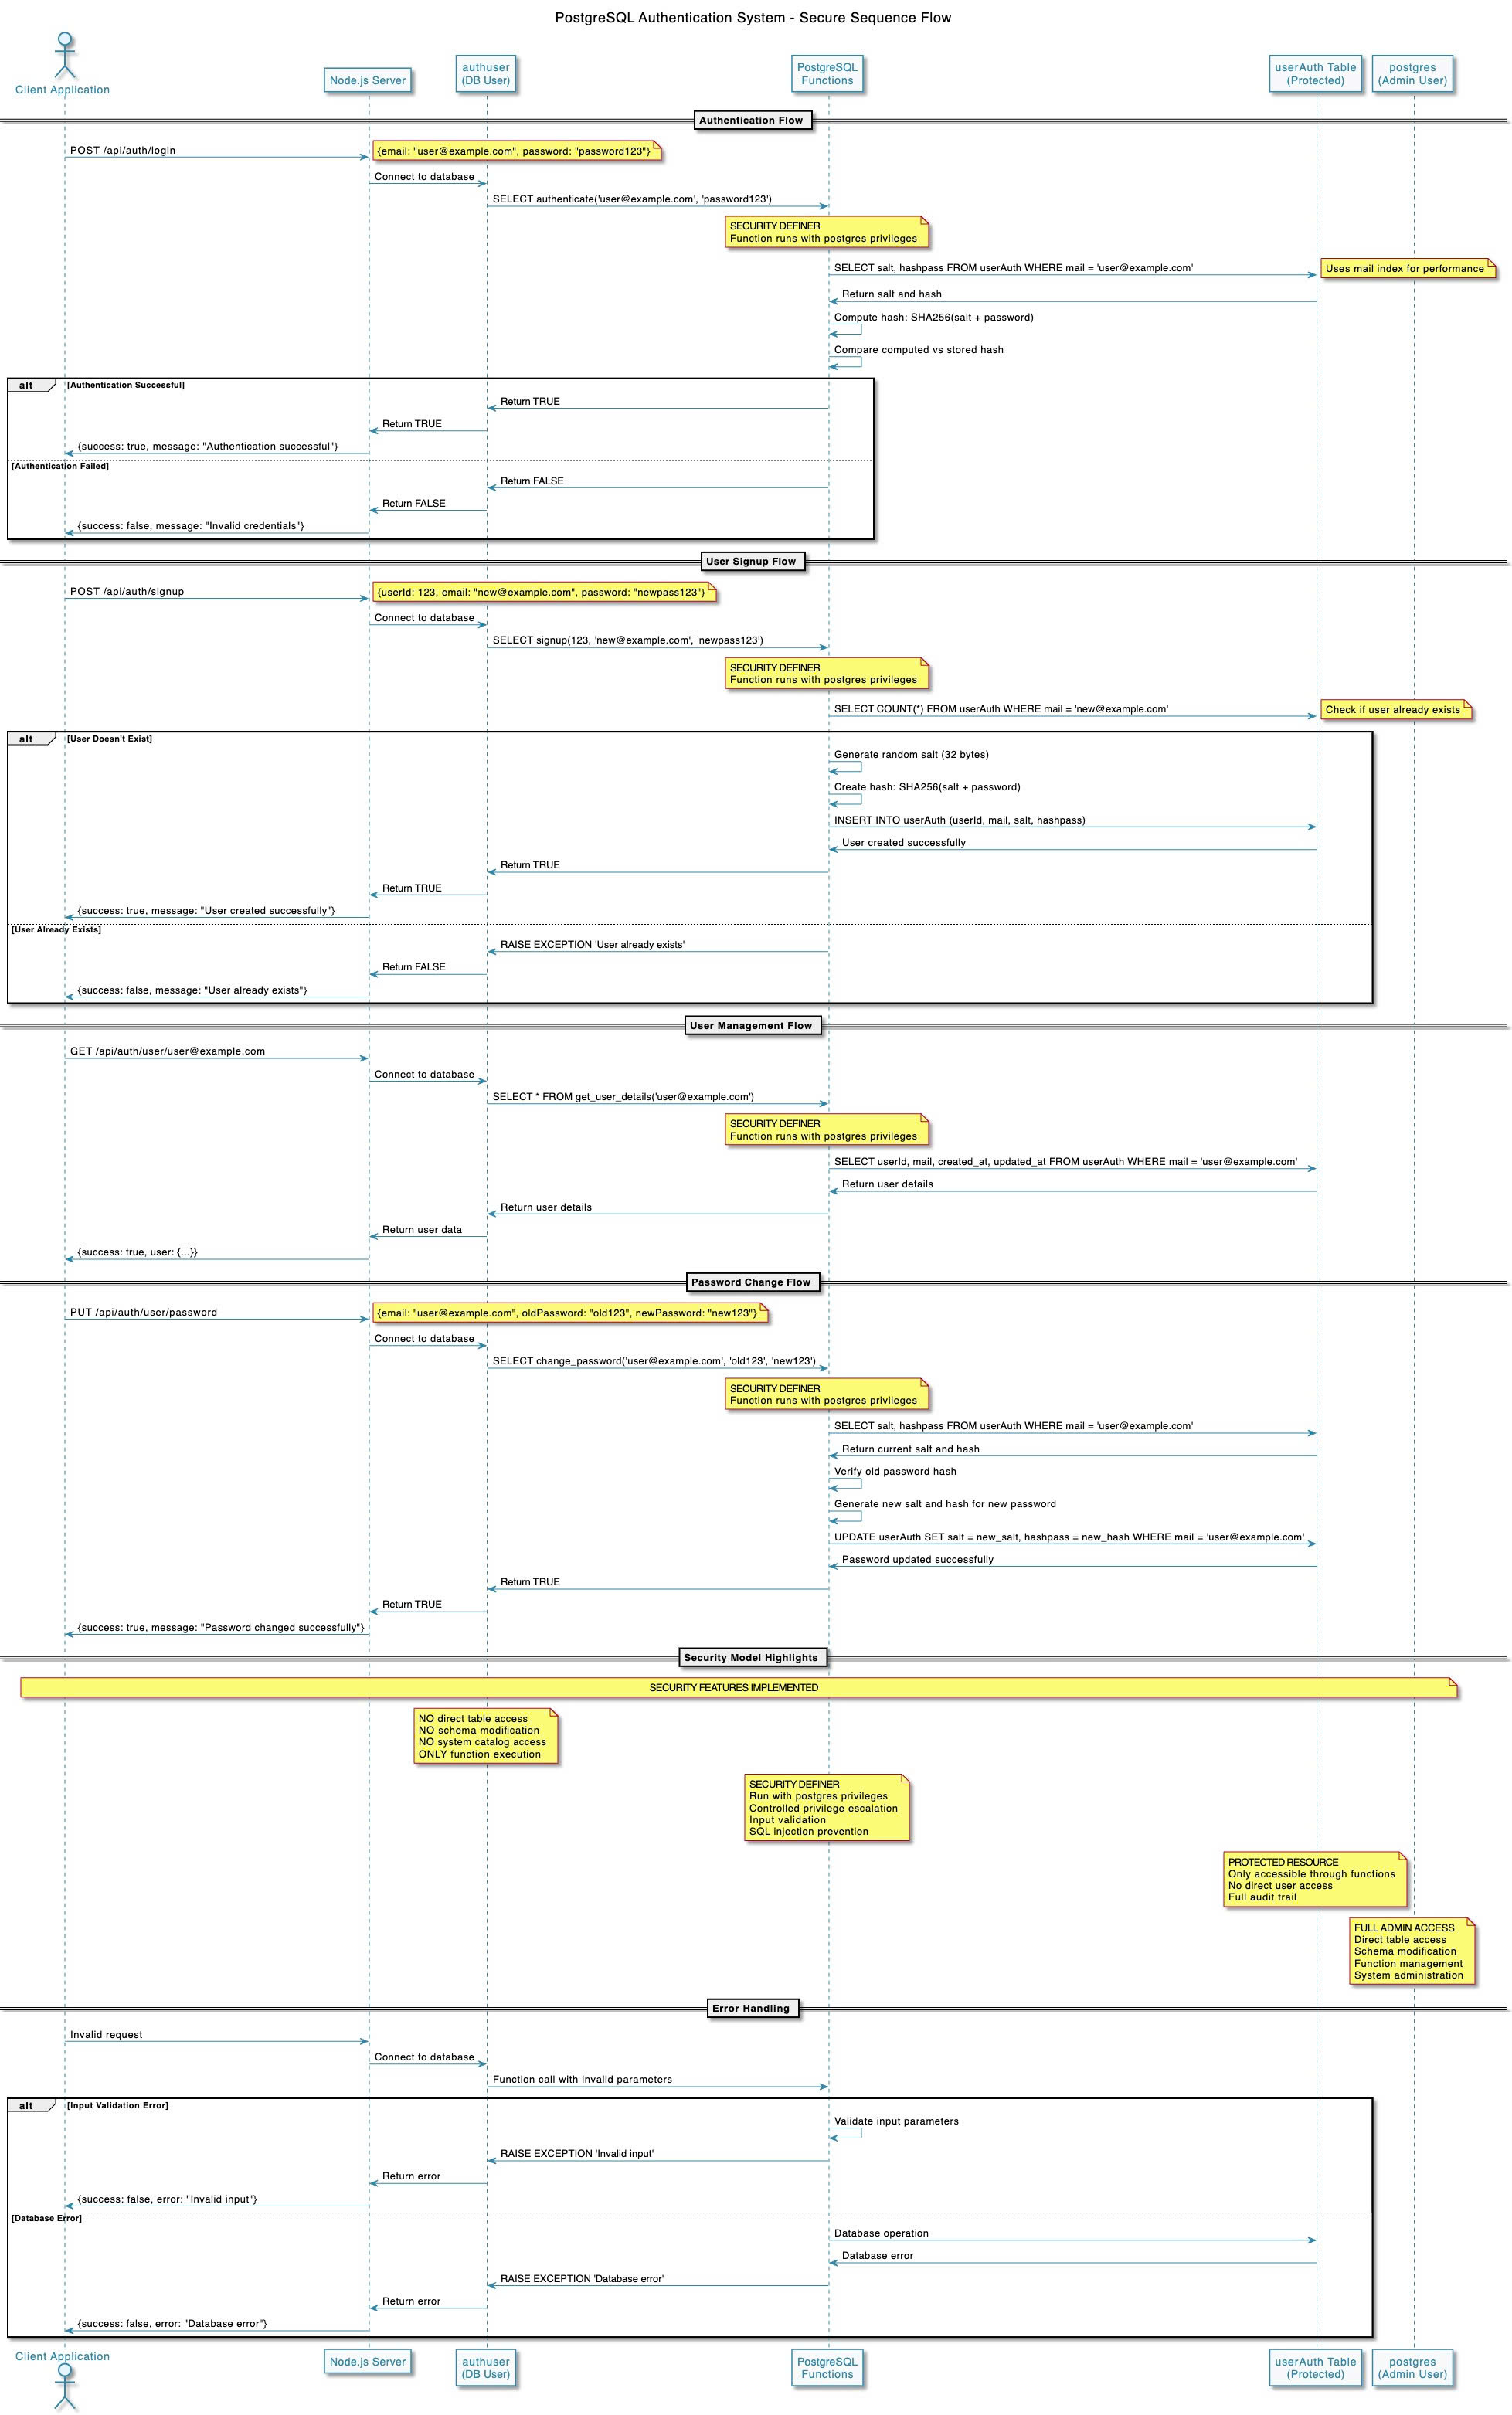 PostgreSQL Authentication System - Secure Sequence Flow
Client Application
Node.js Server
authuser
(DB User)
PostgreSQL
Functions
userAuth Table
(Protected)
postgres
(Admin User)
Authentication Flow
POST /api/auth/login
{email: "user@example.com", password: "password123"}
Connect to database
SELECT authenticate('user@example.com', 'password123')
SECURITY DEFINER
Function runs with postgres privileges
SELECT salt, hashpass FROM userAuth WHERE mail = 'user@example.com'
Uses mail index for performance
Return salt and hash
Compute hash: SHA256(salt + password)
Compare computed vs stored hash
alt
[Authentication Successful]
Return TRUE
Return TRUE
{success: true, message: "Authentication successful"}
[Authentication Failed]
Return FALSE
Return FALSE
{success: false, message: "Invalid credentials"}
User Signup Flow
POST /api/auth/signup
{userId: 123, email: "new@example.com", password: "newpass123"}
Connect to database
SELECT signup(123, 'new@example.com', 'newpass123')
SECURITY DEFINER
Function runs with postgres privileges
SELECT COUNT(*) FROM userAuth WHERE mail = 'new@example.com'
Check if user already exists
alt
[User Doesn't Exist]
Generate random salt (32 bytes)
Create hash: SHA256(salt + password)
INSERT INTO userAuth (userId, mail, salt, hashpass)
User created successfully
Return TRUE
Return TRUE
{success: true, message: "User created successfully"}
[User Already Exists]
RAISE EXCEPTION 'User already exists'
Return FALSE
{success: false, message: "User already exists"}
User Management Flow
GET /api/auth/user/user@example.com
Connect to database
SELECT * FROM get_user_details('user@example.com')
SECURITY DEFINER
Function runs with postgres privileges
SELECT userId, mail, created_at, updated_at FROM userAuth WHERE mail = 'user@example.com'
Return user details
Return user details
Return user data
{success: true, user: {...}}
Password Change Flow
PUT /api/auth/user/password
{email: "user@example.com", oldPassword: "old123", newPassword: "new123"}
Connect to database
SELECT change_password('user@example.com', 'old123', 'new123')
SECURITY DEFINER
Function runs with postgres privileges
SELECT salt, hashpass FROM userAuth WHERE mail = 'user@example.com'
Return current salt and hash
Verify old password hash
Generate new salt and hash for new password
UPDATE userAuth SET salt = new_salt, hashpass = new_hash WHERE mail = 'user@example.com'
Password updated successfully
Return TRUE
Return TRUE
{success: true, message: "Password changed successfully"}
Security Model Highlights
SECURITY FEATURES IMPLEMENTED
NO direct table access
NO schema modification
NO system catalog access
ONLY function execution
SECURITY DEFINER
Run with postgres privileges
Controlled privilege escalation
Input validation
SQL injection prevention
PROTECTED RESOURCE
Only accessible through functions
No direct user access
Full audit trail
FULL ADMIN ACCESS
Direct table access
Schema modification
Function management
System administration
Error Handling
Invalid request
Connect to database
Function call with invalid parameters
alt
[Input Validation Error]
Validate input parameters
RAISE EXCEPTION 'Invalid input'
Return error
{success: false, error: "Invalid input"}
[Database Error]
Database operation
Database error
RAISE EXCEPTION 'Database error'
Return error
{success: false, error: "Database error"}
Client Application
Node.js Server
authuser
(DB User)
PostgreSQL
Functions
userAuth Table
(Protected)
postgres
(Admin User)